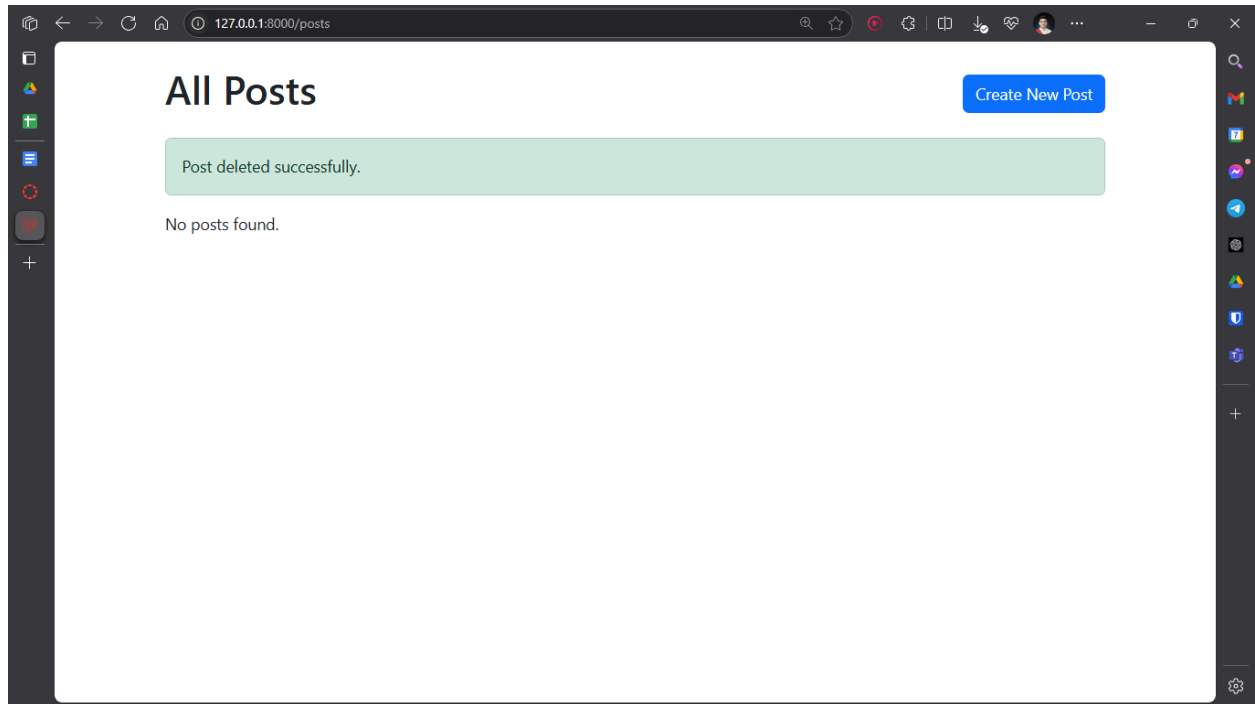 127.0.0.1:8000/posts
All Posts
Create New Post
Post deleted successfully.
No posts found.